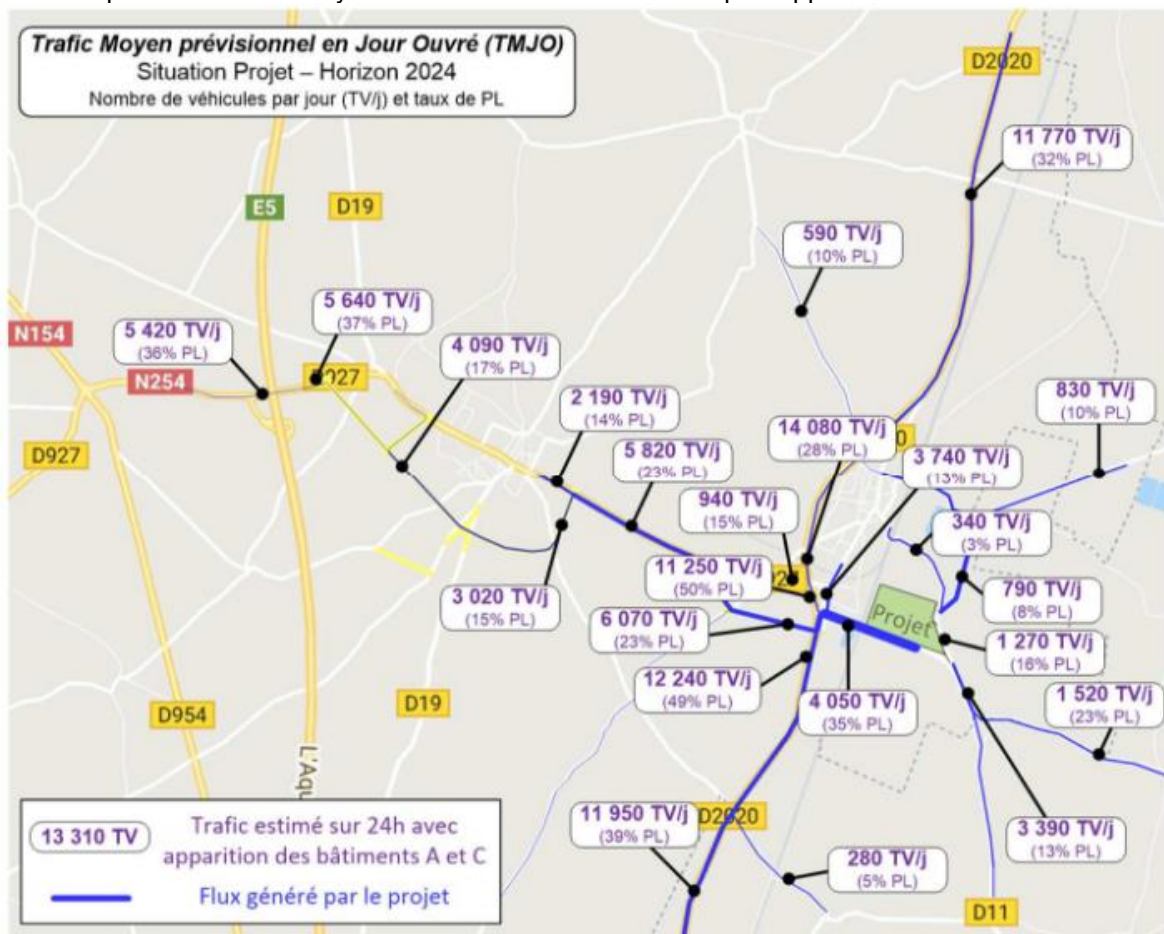 Trafic Moyen prévisionnel en Jour Ouvré (TMJO)
Situation Projet – Horizon 2024
Nombre de véhicules par jour (TV/j) et taux de PL
D2020
11 770 TV/j
(32% PL)
E5
D19
590 TV/j
(10% PL)
5 640 TV/j
(37% PL)
N154
5 420 TV/j
(36% PL)
4 090 TV/j
(17% PL)
N254
D927
2 190 TV/j
(14% PL)
830 TV/j
(10% PL)
14 080 TV/j
(28% PL)
D927
5 820 TV/j
(23% PL)
3 740 TV/j
(13% PL)
940 TV/j
(15% PL)
340 TV/j
(3% PL)
11 250 TV/j
(50% PL)
3 020 TV/j
(15% PL)
790 TV/j
(8% PL)
Projet
6 070 TV/j
(23% PL)
1 270 TV/j
(16% PL)
12 240 TV/j
(49% PL)
4 050 TV/j
(35% PL)
1 520 TV/j
(23% PL)
D19
D954
L'Aqu
11 950 TV/j
(39% PL)
D2020
3 390 TV/j
(13% PL)
280 TV/j
(5% PL)
D11
13 310 TV
Trafic estimé sur 24h avec
apparition des bâtiments A et C
Flux généré par le projet